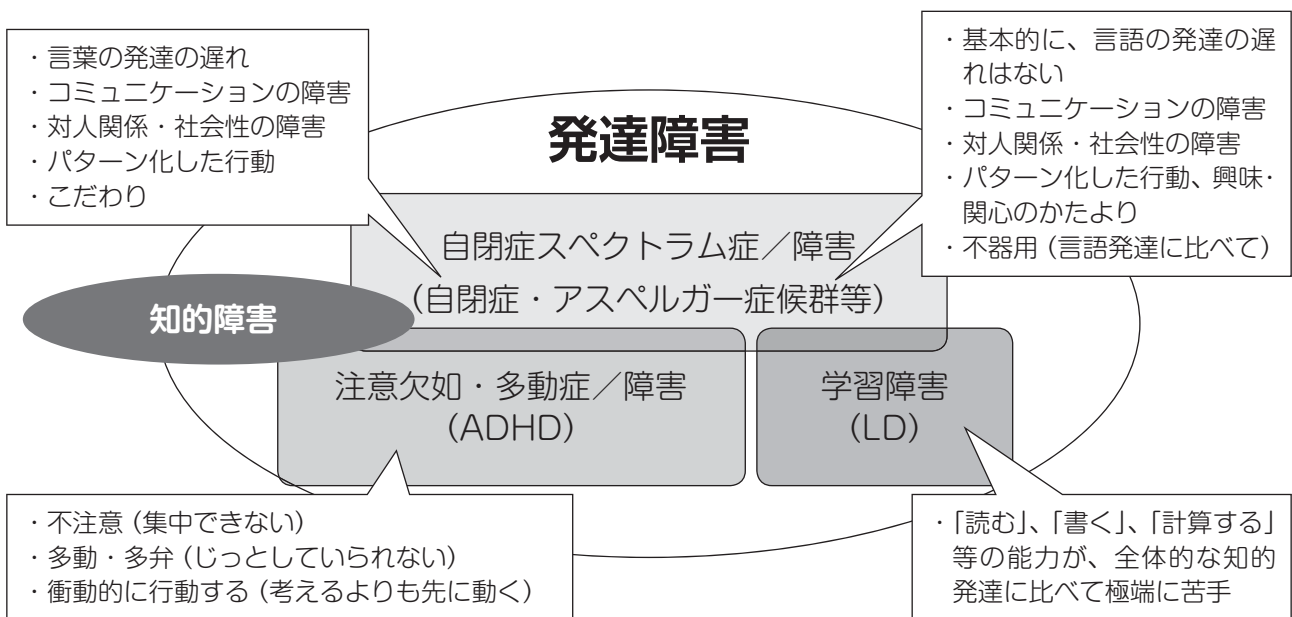 ・言葉の発達の遅れ
・コミュニケーションの障害
・対人関係・社会性の障害
・パターン化した行動
・こだわり
・基本的に、言語の発達の遅
れはない
・コミュニケーションの障害
・対人関係・社会性の障害
・パターン化した行動、興味・
関心のかたより
・不器用（言語発達に比べて）
発達障害
自閉症スペクトラム症／障害
（自閉症・アスペルガー症候群等）
知的障害
注意欠如・多動症／障害
（ADHD）
学習障害
（LD）
・不注意（集中できない）
・多動・多弁（じっとしていられない）
・衝動的に行動する（考えるよりも先に動く）
・「読む」、「書く」、「計算する」
等の能力が、全体的な知的
発達に比べて極端に苦手